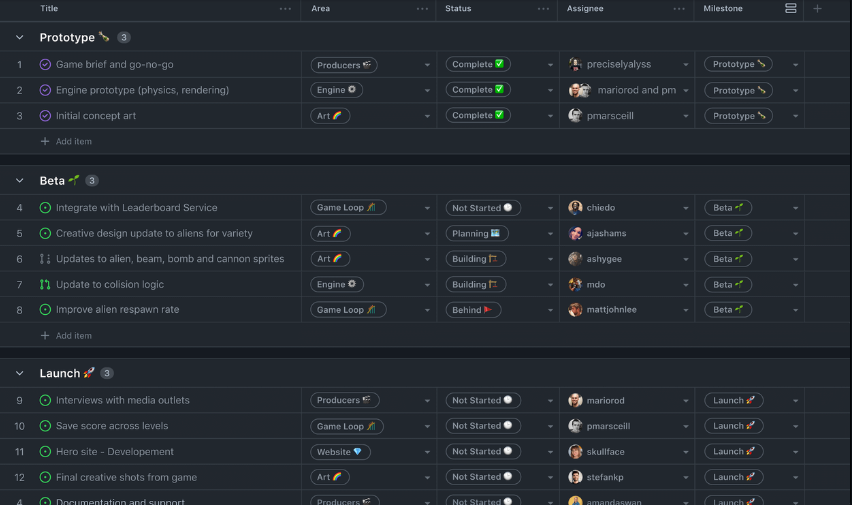 Title ... Area ... Status ... Assignee ... Milestone +
Prototype 🦴 3
1 Game brief and go-no-go Producers 🎬 Complete ✅ preciselyalyss Prototype 🦴
2 Engine prototype (physics, rendering) Engine ⚙️ Complete ✅ mariorod and pm Prototype 🦴
3 Initial concept art Art 🌈 Complete ✅ pmarsceill Prototype 🦴
+ Add item
Beta 🌱 3
4 Integrate with Leaderboard Service Game Loop 🎢 Not Started ⚪ chiedo Beta 🌱
5 Creative design update to aliens for variety Art 🌈 Planning 🗺️ ajashams Beta 🌱
6 Updates to alien, beam, bomb and cannon sprites Art 🌈 Building 🏗️ ashygee Beta 🌱
7 Update to colision logic Engine ⚙️ Building 🏗️ mdo Beta 🌱
8 Improve alien respawn rate Game Loop 🎢 Behind 🚩 mattjohnlee Beta 🌱
+ Add item
Launch 🚀 3
9 Interviews with media outlets Producers 🎬 Not Started ⚪ mariorod Launch 🚀
10 Save score across levels Game Loop 🎢 Not Started ⚪ pmarsceill Launch 🚀
11 Hero site - Developement Website 💎 Not Started ⚪ skullface Launch 🚀
12 Final creative shots from game Art 🌈 Not Started ⚪ stefankp Launch 🚀
4 Documentation and support Producers 🎬 Not Started ⚪ amandaswan Launch 🚀